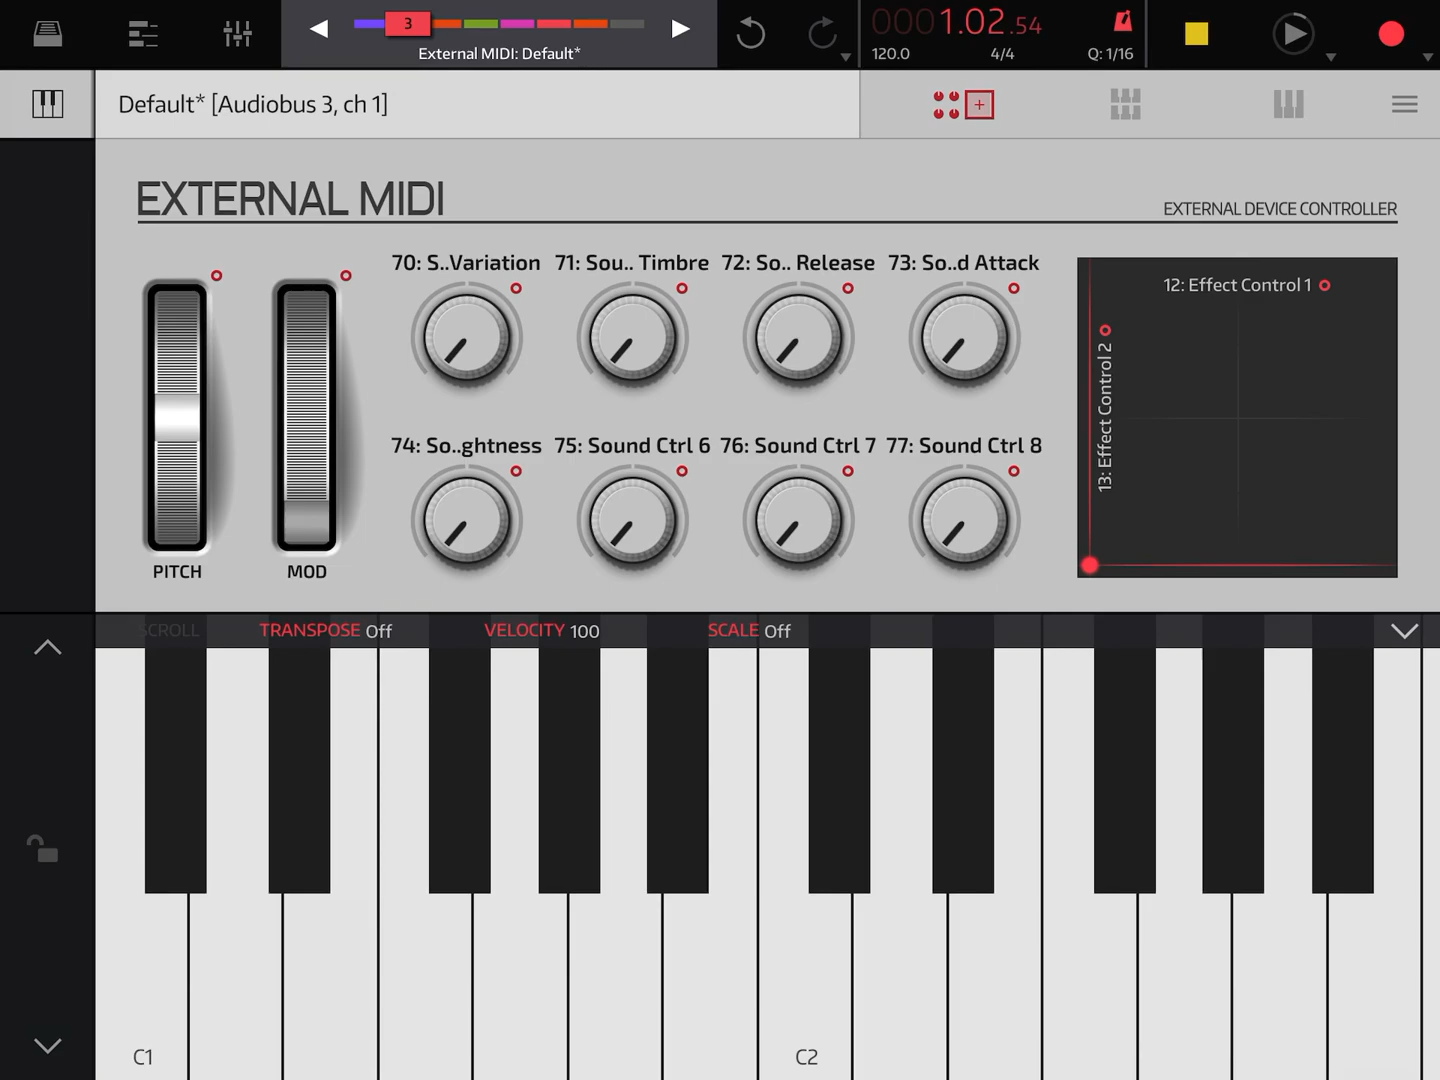 3
External MIDI: Default*
0001.02.54
120.0 4/4 Q: 1/16
Default* [Audiobus 3, ch 1]
EXTERNAL MIDI
EXTERNAL DEVICE CONTROLLER
70: S..Variation 71: Sou.. Timbre 72: So.. Release 73: So..d Attack
12: Effect Control 1
13: Effect Control 2
74: So..ghtness 75: Sound Ctrl 6 76: Sound Ctrl 7 77: Sound Ctrl 8
PITCH MOD
SCROLL TRANSPOSE Off VELOCITY 100 SCALE Off
C1 C2